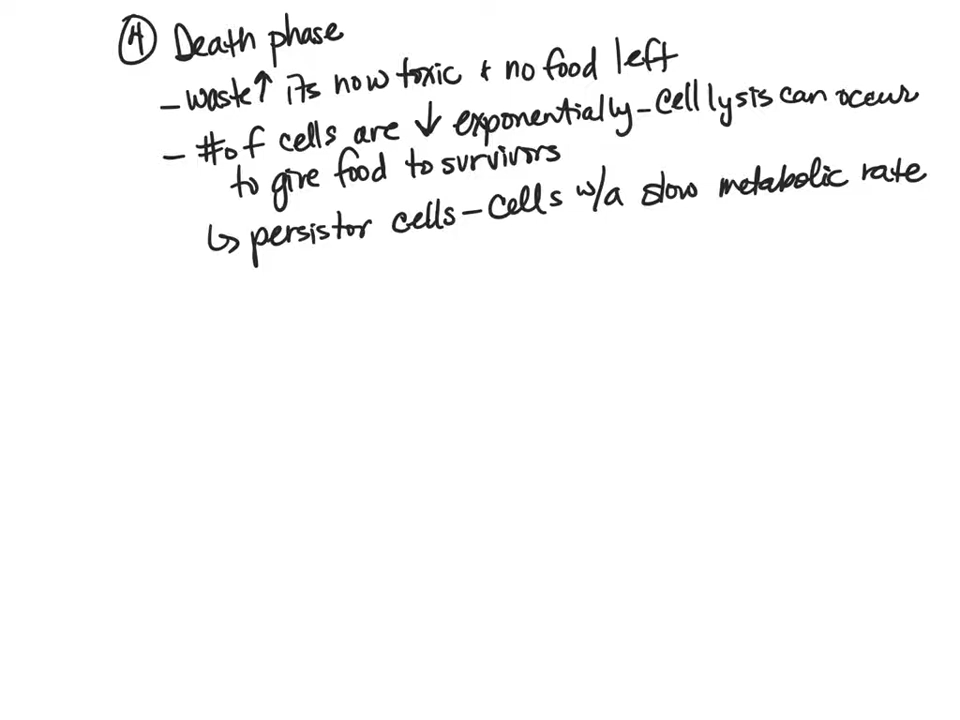 ④ Death phase
- waste ↑ its now toxic & no food left
- # of cells are ↓ exponentially - cell lysis can occur
to give food to survivors
↳ persistor cells - cells w/a slow metabolic rate